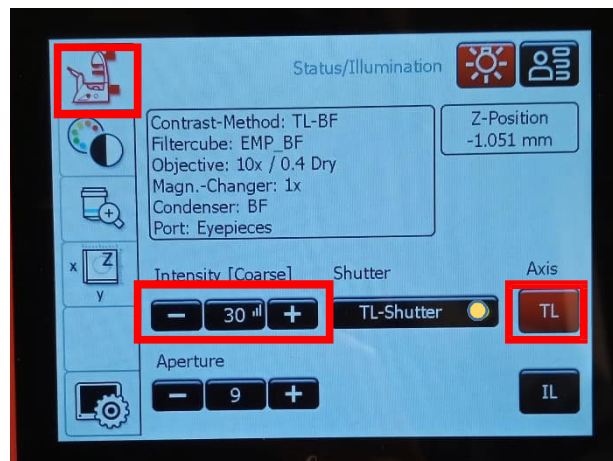 Status/Illumination
Contrast-Method: TL-BF
Filtercube: EMP_BF
Objective: 10x / 0.4 Dry
Magn.-Changer: 1x
Condenser: BF
Port: Eyepieces
Z-Position
-1.051 mm
x Z
y
Intensity [Coarse] Shutter Axis
− 30 + TL-Shutter TL
Aperture
− 9 + IL